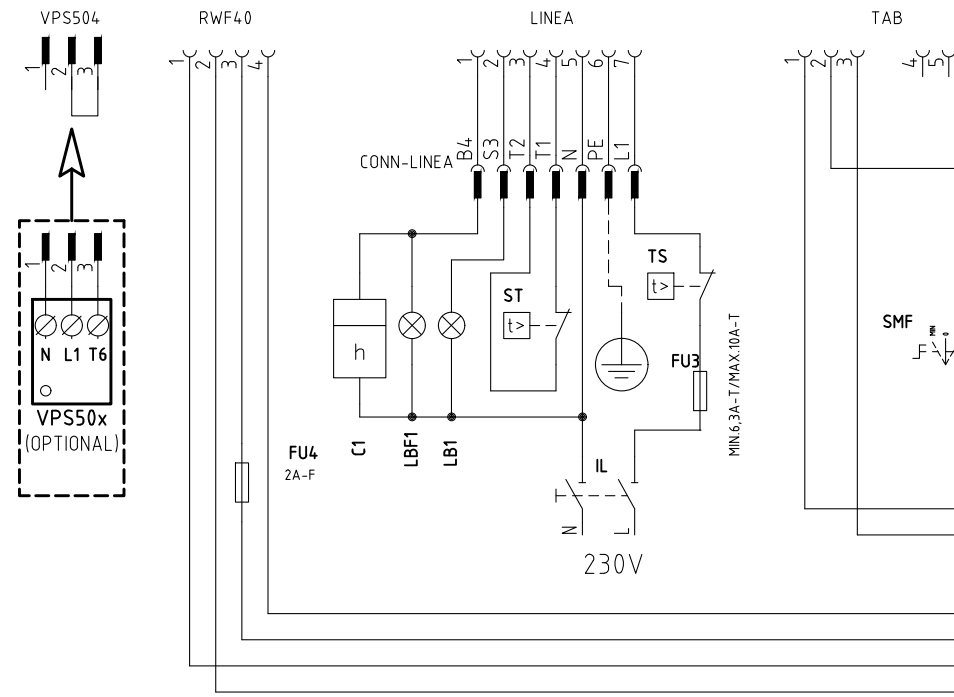 VPS504
RWF40
LINEA
TAB
1
2
3
1
2
3
4
1
2
3
4
5
6
7
1
2
3
4
5
B4
S3
T2
T1
N
PE
L1
CONN-LINEA
1
2
3
N L1 T6
VPS50x
(OPTIONAL)
TS
t>
ST
t>
h
SMF
MIN
0
FU3
MIN.6,3A-T/MAX.10A-T
C1
LBF1
LB1
FU4
2A-F
IL
N
L
230V